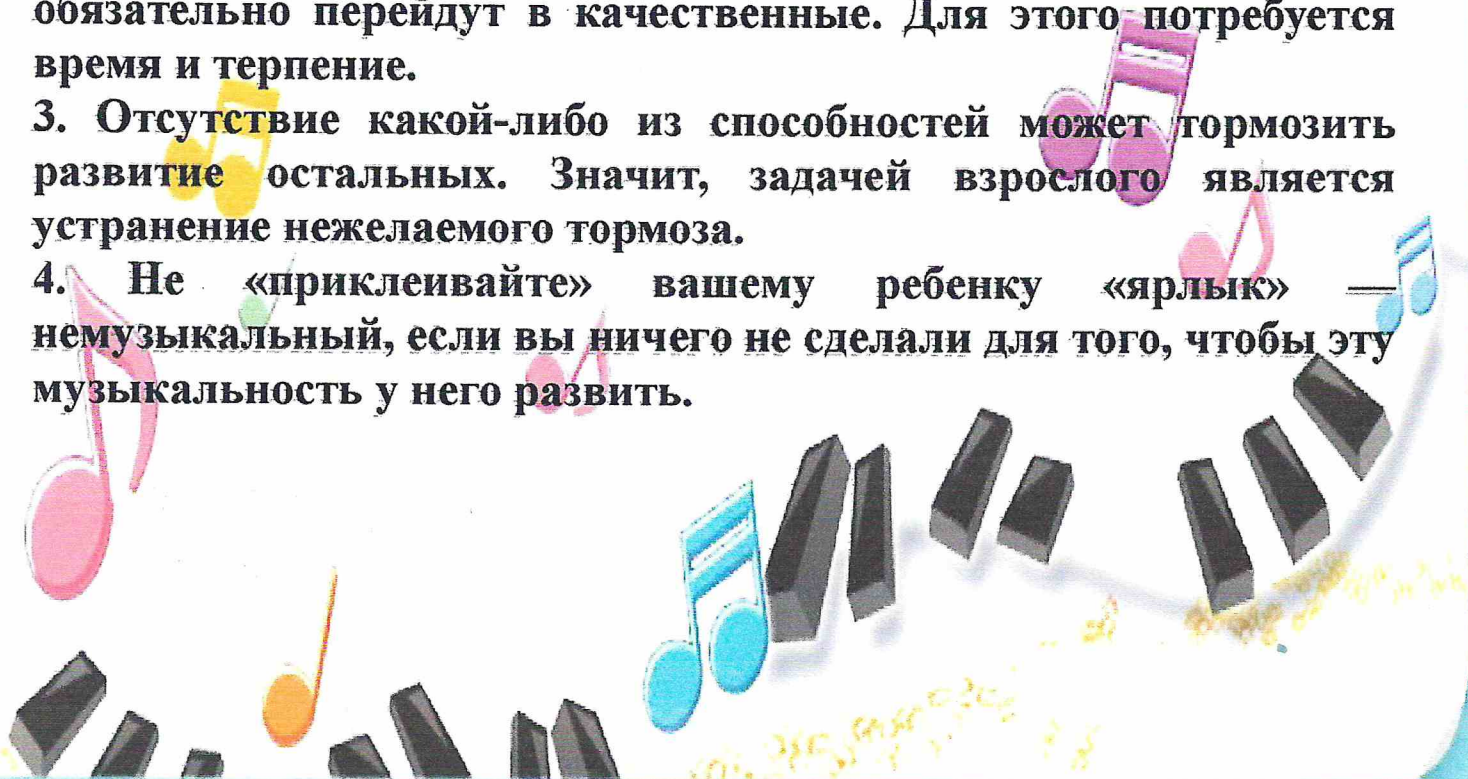 обязательно перейдут в качественные. Для этого потребуется
время и терпение.
3. Отсутствие какой-либо из способностей может тормозить
развитие остальных. Значит, задачей взрослого является
устранение нежелаемого тормоза.
4. Не «приклеивайте» вашему ребенку «ярлык» —
немузыкальный, если вы ничего не сделали для того, чтобы эту
музыкальность у него развить.